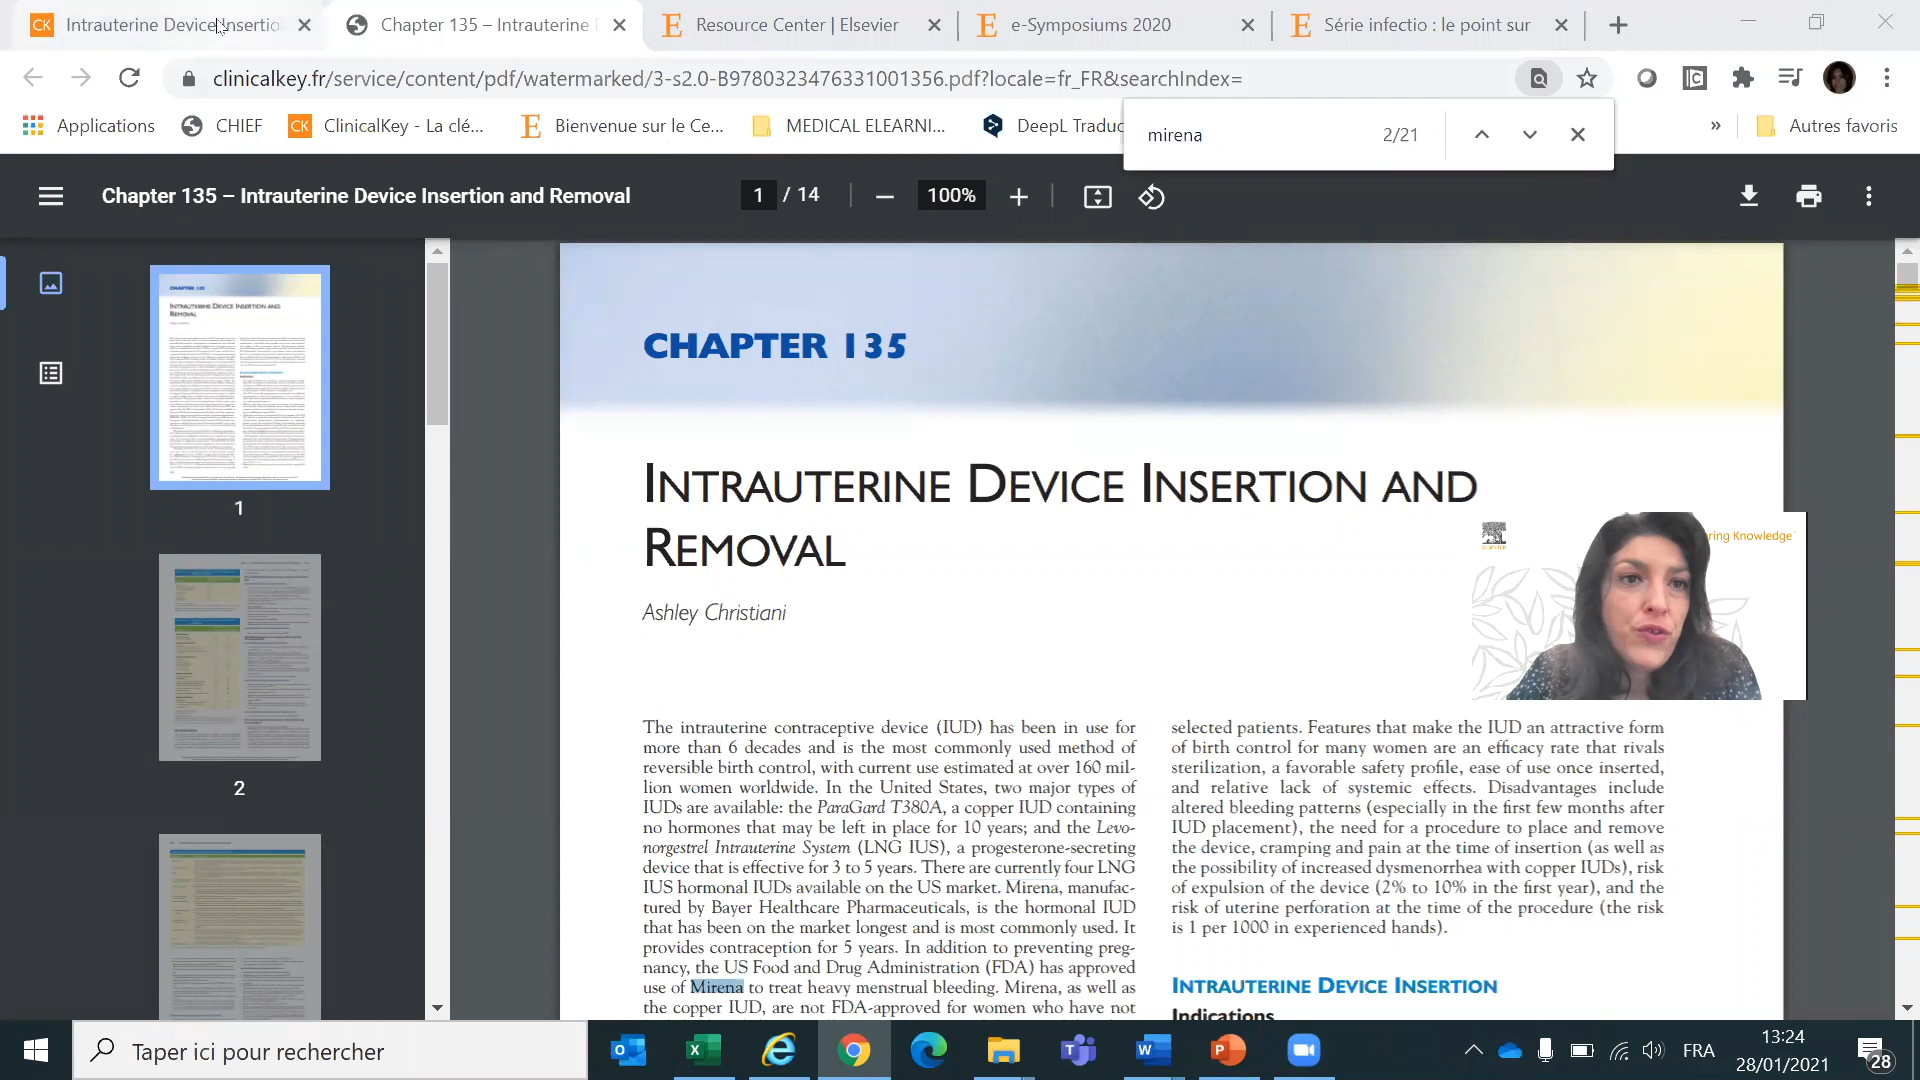 Intrauterine Device Insertio
Chapter 135 – Intrauterine D
Resource Center | Elsevier
e-Symposiums 2020
Série infectio : le point sur
clinicalkey.fr/service/content/pdf/watermarked/3-s2.0-B9780323476331001356.pdf?locale=fr_FR&searchIndex=
Applications
CHIEF
ClinicalKey - La clé...
Bienvenue sur le Ce...
MEDICAL ELEARNI...
DeepL Traduc
Autres favoris
mirena
2/21
Chapter 135 – Intrauterine Device Insertion and Removal
1 / 14
100%
CHAPTER 135
INTRAUTERINE DEVICE INSERTION AND
REMOVAL
1
2
CHAPTER 135
INTRAUTERINE DEVICE INSERTION AND
REMOVAL
Ashley Christiani
ring Knowledge™
The intrauterine contraceptive device (IUD) has been in use for
more than 6 decades and is the most commonly used method of
reversible birth control, with current use estimated at over 160 mil-
lion women worldwide. In the United States, two major types of
IUDs are available: the ParaGard T380A, a copper IUD containing
no hormones that may be left in place for 10 years; and the Levo-
norgestrel Intrauterine System (LNG IUS), a progesterone-secreting
device that is effective for 3 to 5 years. There are currently four LNG
IUS hormonal IUDs available on the US market. Mirena, manufac-
tured by Bayer Healthcare Pharmaceuticals, is the hormonal IUD
that has been on the market longest and is most commonly used. It
provides contraception for 5 years. In addition to preventing preg-
nancy, the US Food and Drug Administration (FDA) has approved
use of Mirena to treat heavy menstrual bleeding. Mirena, as well as
the copper IUD, are not FDA-approved for women who have not
selected patients. Features that make the IUD an attractive form
of birth control for many women are an efficacy rate that rivals
sterilization, a favorable safety profile, ease of use once inserted,
and relative lack of systemic effects. Disadvantages include
altered bleeding patterns (especially in the first few months after
IUD placement), the need for a procedure to place and remove
the device, cramping and pain at the time of insertion (as well as
the possibility of increased dysmenorrhea with copper IUDs), risk
of expulsion of the device (2% to 10% in the first year), and the
risk of uterine perforation at the time of the procedure (the risk
is 1 per 1000 in experienced hands).
INTRAUTERINE DEVICE INSERTION
Indications
Taper ici pour rechercher
FRA
13:24
28/01/2021
28